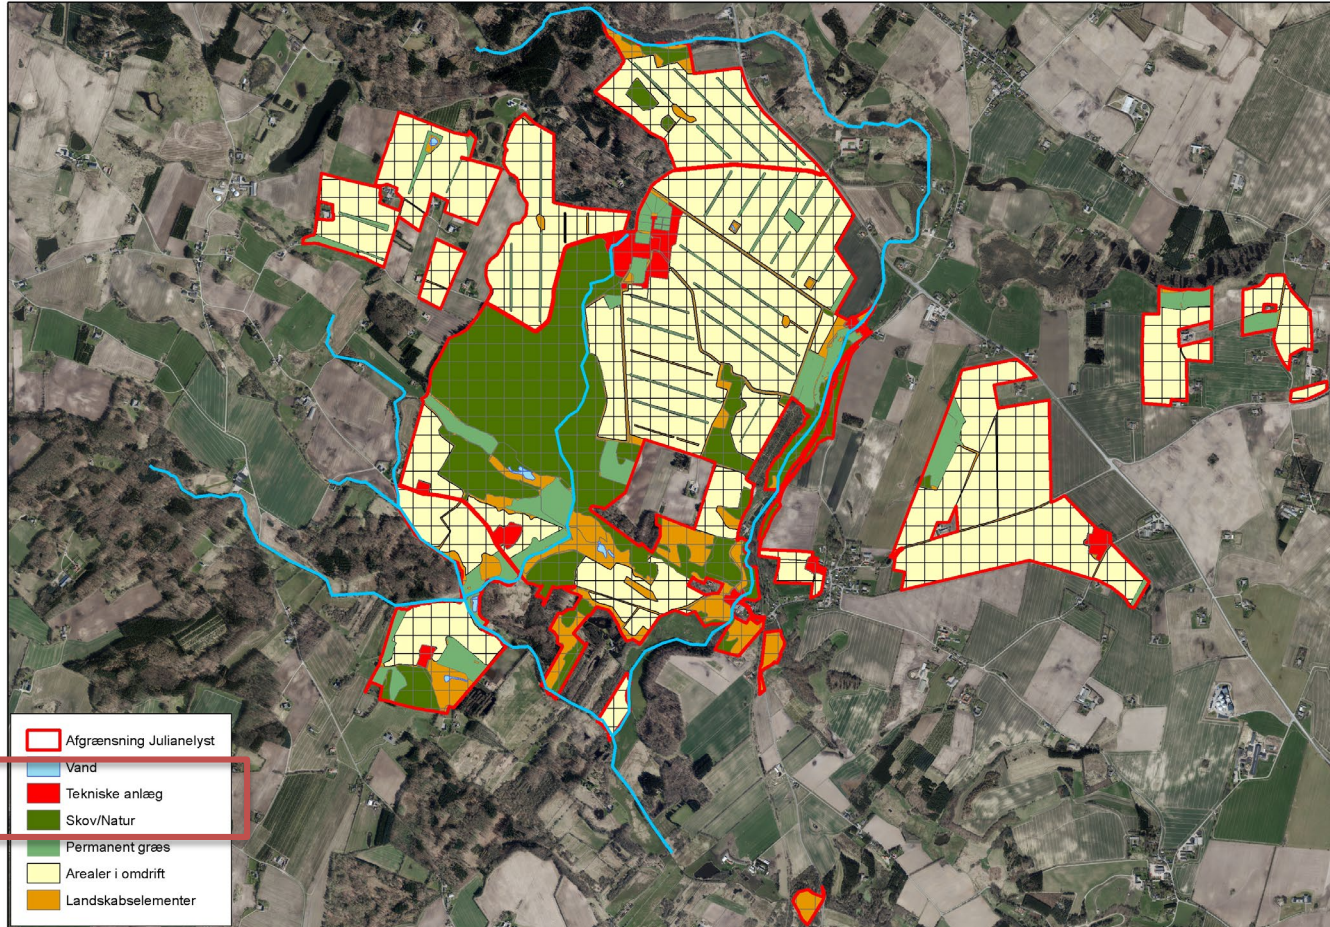 Afgrænsning Julianelyst
Vand
Tekniske anlæg
Skov/Natur
Permanent græs
Arealer i omdrift
Landskabselementer